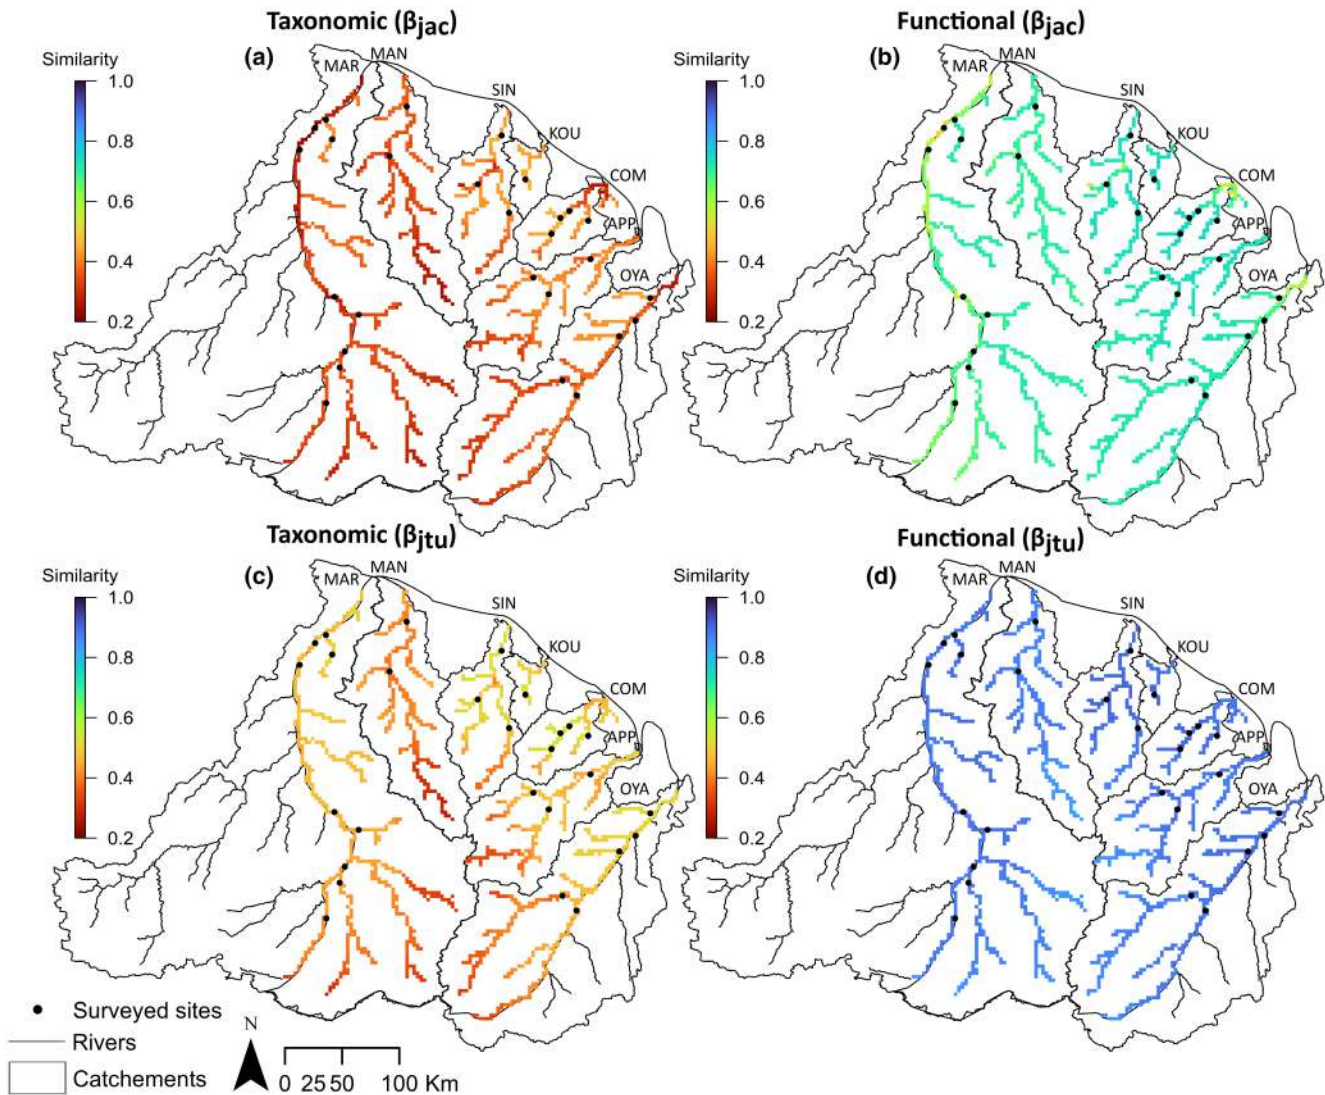 Taxonomic (βjac)
Functional (βjac)
Similarity
(a)
MAR
MAN
SIN
KOU
COM
APP
OYA
1.0
0.8
0.6
0.4
0.2
Similarity
(b)
MAR
MAN
SIN
KOU
COM
APP
OYA
1.0
0.8
0.6
0.4
0.2
Taxonomic (βjtu)
Functional (βjtu)
Similarity
(c)
MAR
MAN
SIN
KOU
COM
APP
OYA
1.0
0.8
0.6
0.4
0.2
Similarity
(d)
MAR
MAN
SIN
KOU
COM
APP
OYA
1.0
0.8
0.6
0.4
0.2
Surveyed sites
Rivers
Catchements
N
0 25 50 100 Km